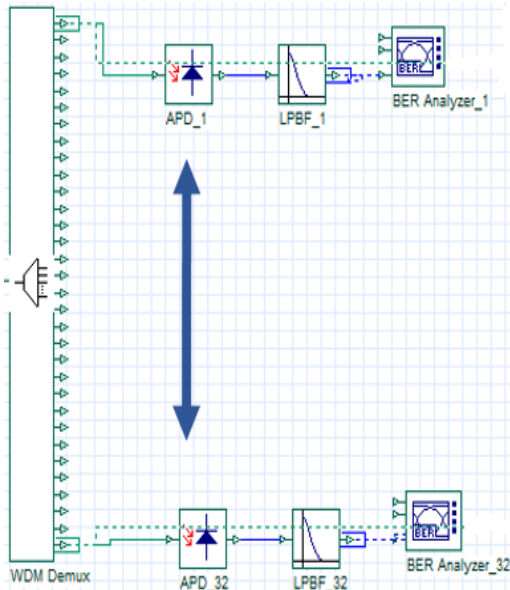 BER
BER Analyzer_1
APD_1
LPBF_1
BER
BER Analyzer_32
WDM Demux
APD_32
LPBF_32